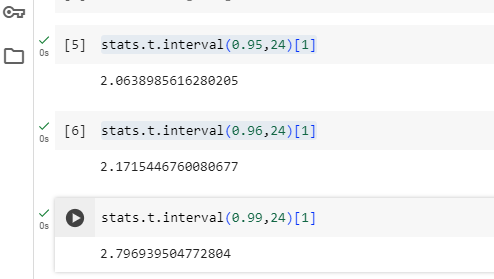 0s
[5] stats.t.interval(0.95,24)[1]
2.0638985616280205
0s
[6] stats.t.interval(0.96,24)[1]
2.1715446760080677
0s
stats.t.interval(0.99,24)[1]
2.796939504772804